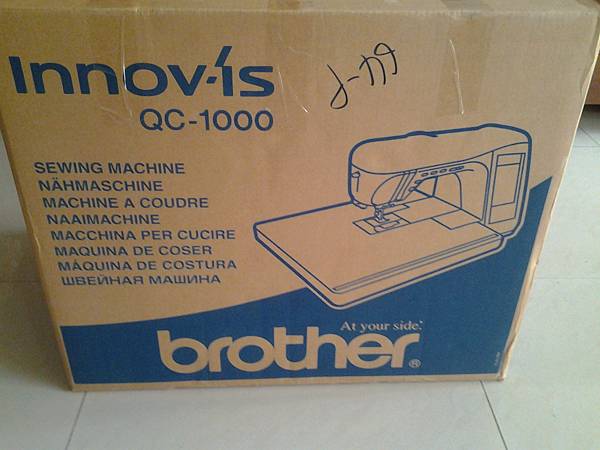 Innov-is
QC-1000
SEWING MACHINE
NÄHMASCHINE
MACHINE A COUDRE
NAAIMACHINE
MACCHINA PER CUCIRE
MAQUINA DE COSER
MÁQUINA DE COSTURA
ШВЕЙНАЯ МАШИНА
At your side.
brother®